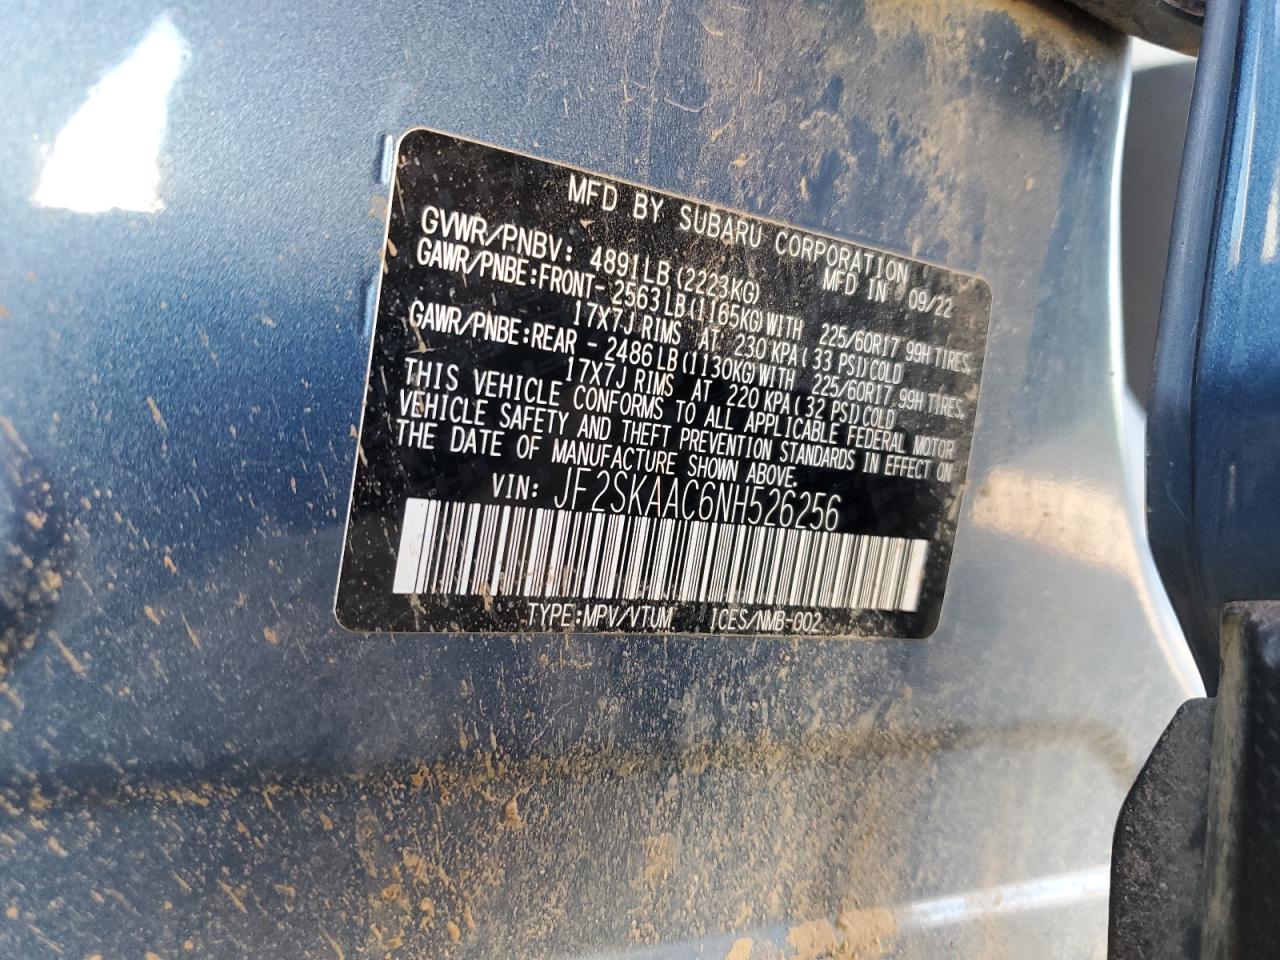 MFD BY SUBARU CORPORATION
GVWR/PNBV: 4891LB(2223KG) MFD IN 09/22
GAWR/PNBE:FRONT- 2563LB(1165KG)WITH 225/60R17 99H TIRES,
17X7J RIMS AT 230 KPA(33 PSI)COLD
GAWR/PNBE:REAR - 2486LB(1130KG)WITH 225/60R17 99H TIRES,
17X7J RIMS AT 220 KPA(32 PSI)COLD
THIS VEHICLE CONFORMS TO ALL APPLICABLE FEDERAL MOTOR
VEHICLE SAFETY AND THEFT PREVENTION STANDARDS IN EFFECT ON
THE DATE OF MANUFACTURE SHOWN ABOVE.
VIN: JF2SKAAC6NH526256
TYPE:MPV/VTUM ICES/NMB-002